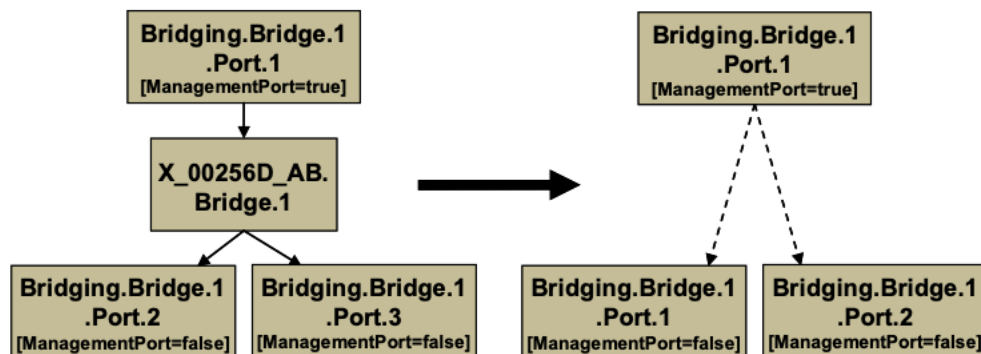 Bridging.Bridge.1
.Port.1
[ManagementPort=true]
Bridging.Bridge.1
.Port.1
[ManagementPort=true]
X_00256D_AB.
Bridge.1
Bridging.Bridge.1
.Port.2
[ManagementPort=false]
Bridging.Bridge.1
.Port.3
[ManagementPort=false]
Bridging.Bridge.1
.Port.1
[ManagementPort=false]
Bridging.Bridge.1
.Port.2
[ManagementPort=false]